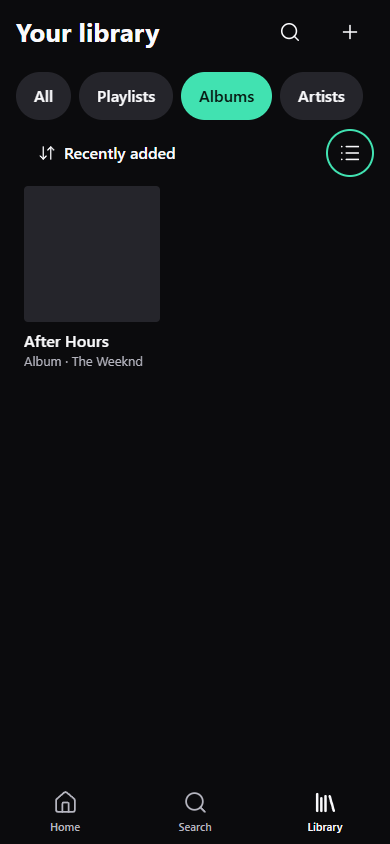 Your library
All
Playlists
Albums
Artists
Recently added
After Hours
Album · The Weeknd
Home
Search
Library